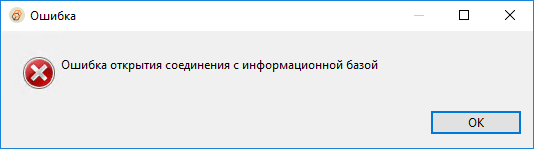 Ошибка
Ошибка открытия соединения с информационной базой
OK